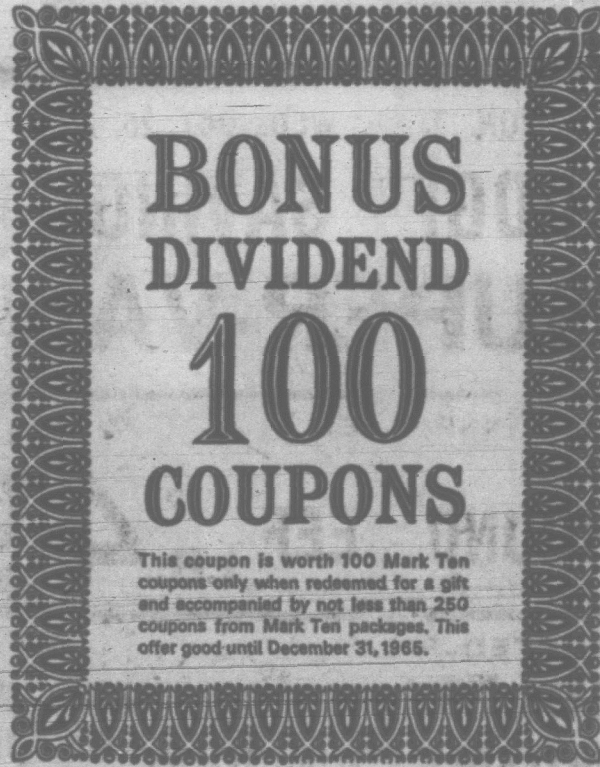 BONUS
DIVIDEND
100
COUPONS
This coupon is worth 100 Mark Ten
coupons only when redeemed for a gift
and accompanied by not less than 250
coupons from Mark Ten packages. This
offer good until December 31, 1965.